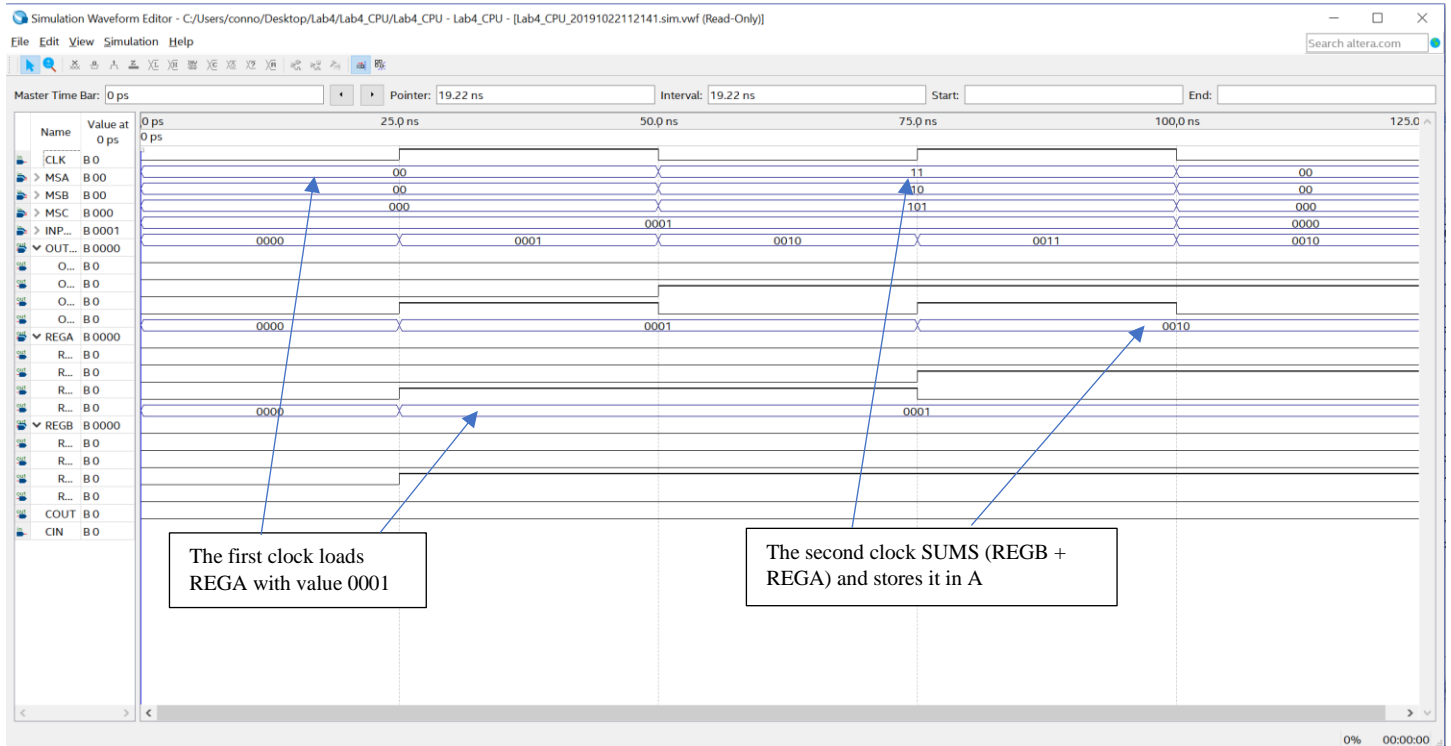 Simulation Waveform Editor - C:/Users/conno/Desktop/Lab4/Lab4_CPU/Lab4_CPU - Lab4_CPU - [Lab4_CPU_20191022112141.sim.vwf (Read-Only)]
File Edit View Simulation Help
Search altera.com
Master Time Bar: 0 ps
Pointer: 19.22 ns
Interval: 19.22 ns
Start:
End:
Name Value at 0 ps
0 ps 25.0 ns 50.0 ns 75.0 ns 100.0 ns 125.0
0 ps
CLK B 0
MSA B 00 00 11 00
MSB B 00 00 10 00
MSC B 000 000 101 000
INP... B 0001 0001 0000
OUT... B 0000 0000 0001 0010 0011 0010
O... B 0
O... B 0
O... B 0
O... B 0
REGA B 0000 0000 0001 0010
R... B 0
R... B 0
R... B 0
R... B 0
REGB B 0000 0000 0001
R... B 0
R... B 0
R... B 0
R... B 0
COUT B 0
CIN B 0
The first clock loads
REGA with value 0001
The second clock SUMS (REGB +
REGA) and stores it in A
0% 00:00:00